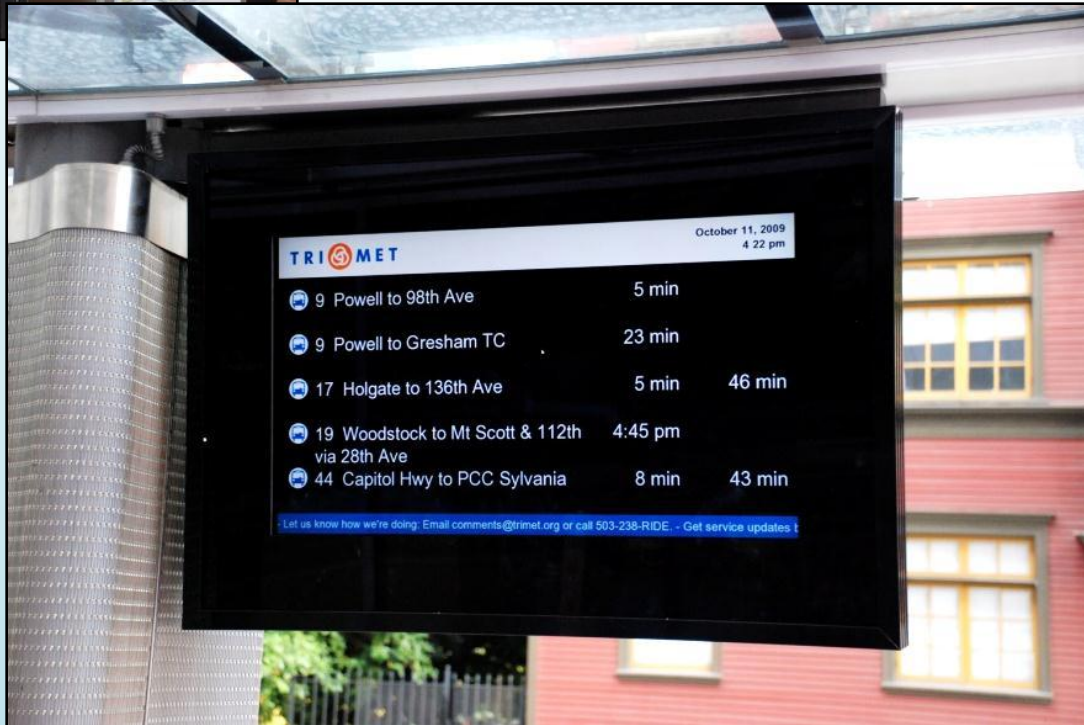 TRI MET
October 11, 2009
4 22 pm
9 Powell to 98th Ave 5 min
9 Powell to Gresham TC 23 min
17 Holgate to 136th Ave 5 min 46 min
19 Woodstock to Mt Scott & 112th 4:45 pm
via 28th Ave
44 Capitol Hwy to PCC Sylvania 8 min 43 min
- Let us know how we're doing: Email comments@trimet.org or call 503-238-RIDE. - Get service updates